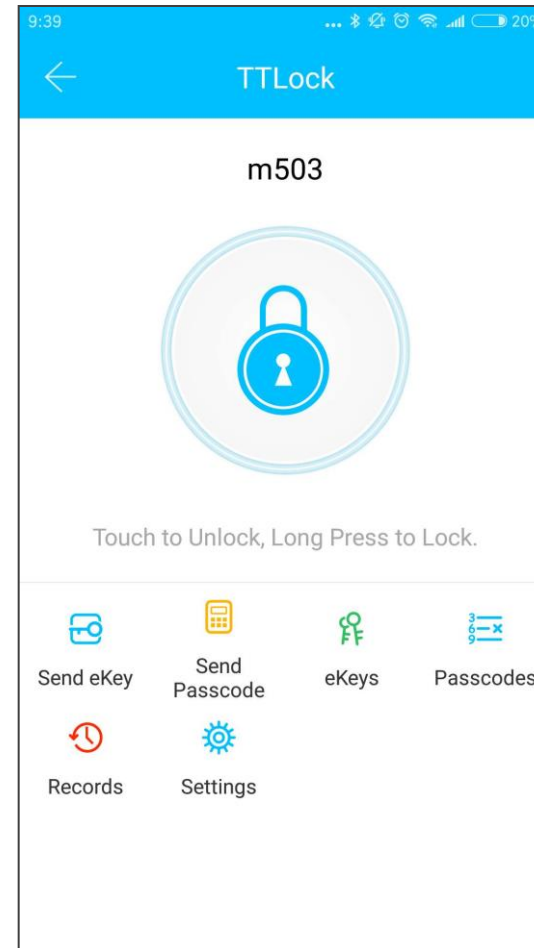 9:39 ... 20%
TTLock
m503
Touch to Unlock, Long Press to Lock.
Send eKey
Send
Passcode
eKeys
Passcodes
Records
Settings